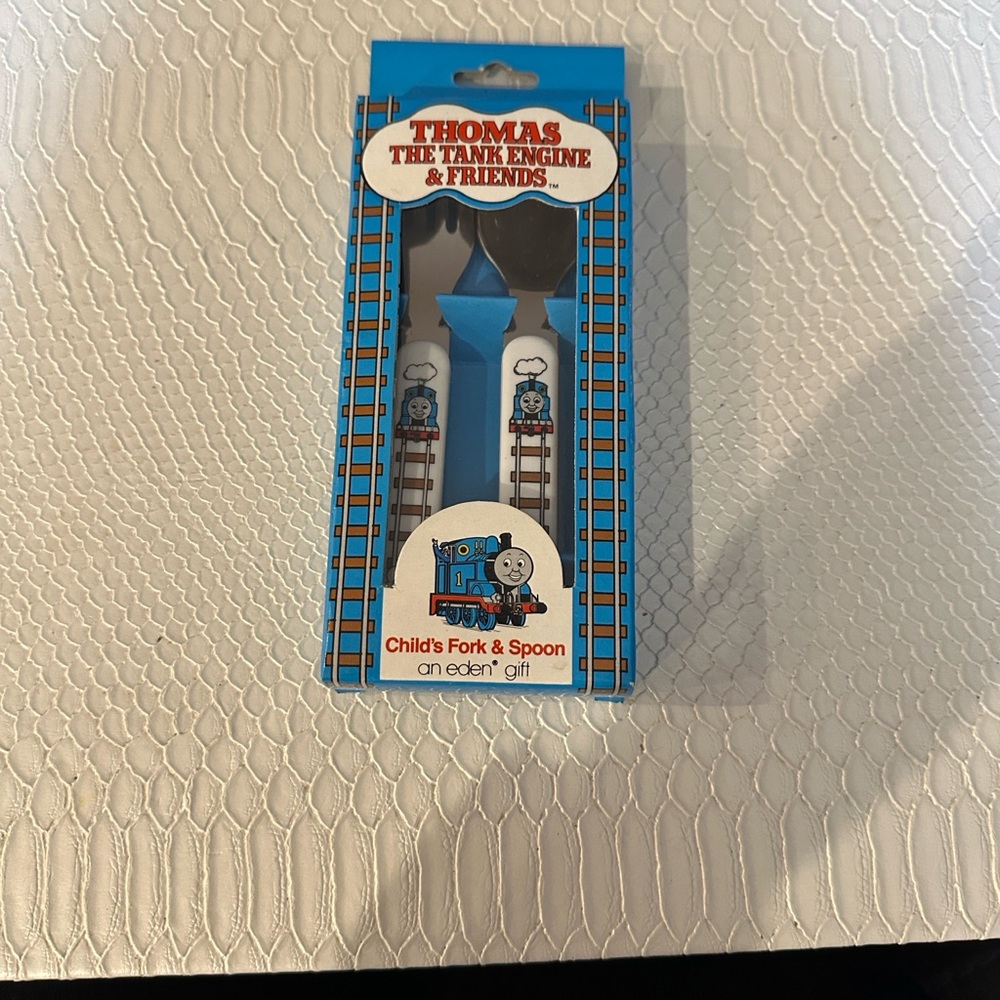 THOMAS
THE TANK ENGINE
& FRIENDS™
1
Child's Fork & Spoon
an eden® gift